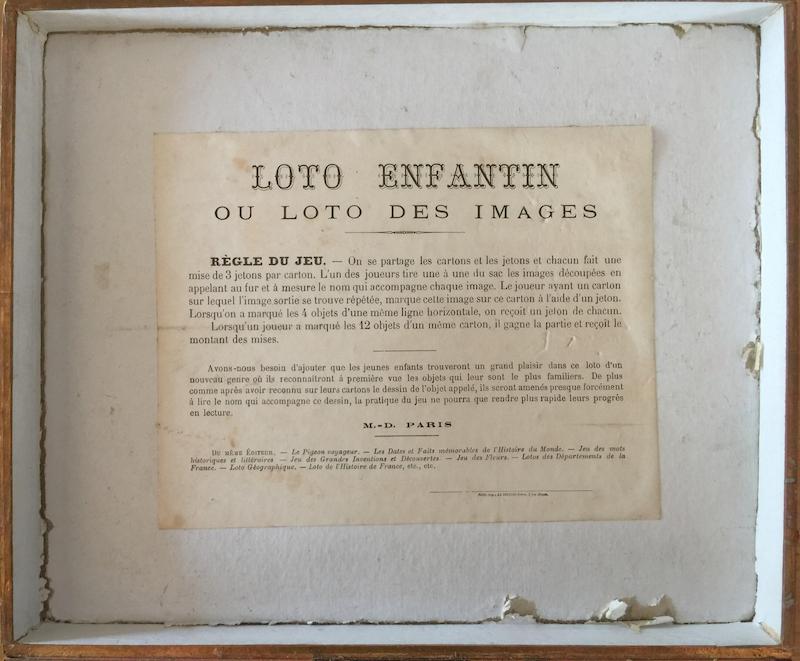 LOTO ENFANTIN
OU LOTO DES IMAGES
RÈGLE DU JEU. — On se partage les cartons et les jetons et chacun fait une
mise de 3 jetons par carton. L'un des joueurs tire une à une du sac les images découpées en
appelant au fur et à mesure le nom qui accompagne chaque image. Le joueur ayant un carton
sur lequel l'image sortie se trouve répétée, marque cette image sur ce carton à l'aide d'un jeton.
Lorsqu'on a marqué les 4 objets d'une même ligne horizontale, on reçoit un jeton de chacun.
Lorsqu'un joueur a marqué les 12 objets d'un même carton, il gagne la partie et reçoit le
montant des mises.
Avons-nous besoin d'ajouter que les jeunes enfants trouveront un grand plaisir dans ce loto d'un
nouveau genre où ils reconnaîtront à première vue les objets qui leur sont le plus familiers. De plus
comme après avoir reconnu sur leurs cartons le dessin de l'objet appelé, ils seront amenés presque forcément
à lire le nom qui accompagne ce dessin, la pratique du jeu ne pourra que rendre plus rapide leurs progrès
en lecture.
M.-D. PARIS
DU MÊME ÉDITEUR. — Le Pigeon voyageur. — Les Dates et Faits mémorables de l'Histoire du Monde. — Jeu des mots
historiques et littéraires — Jeu des Grandes Inventions et Découvertes. — Jeu des Fleurs. — Lotos des Départements de la
France. — Loto Géographique. — Loto de l'Histoire de France, etc., etc.